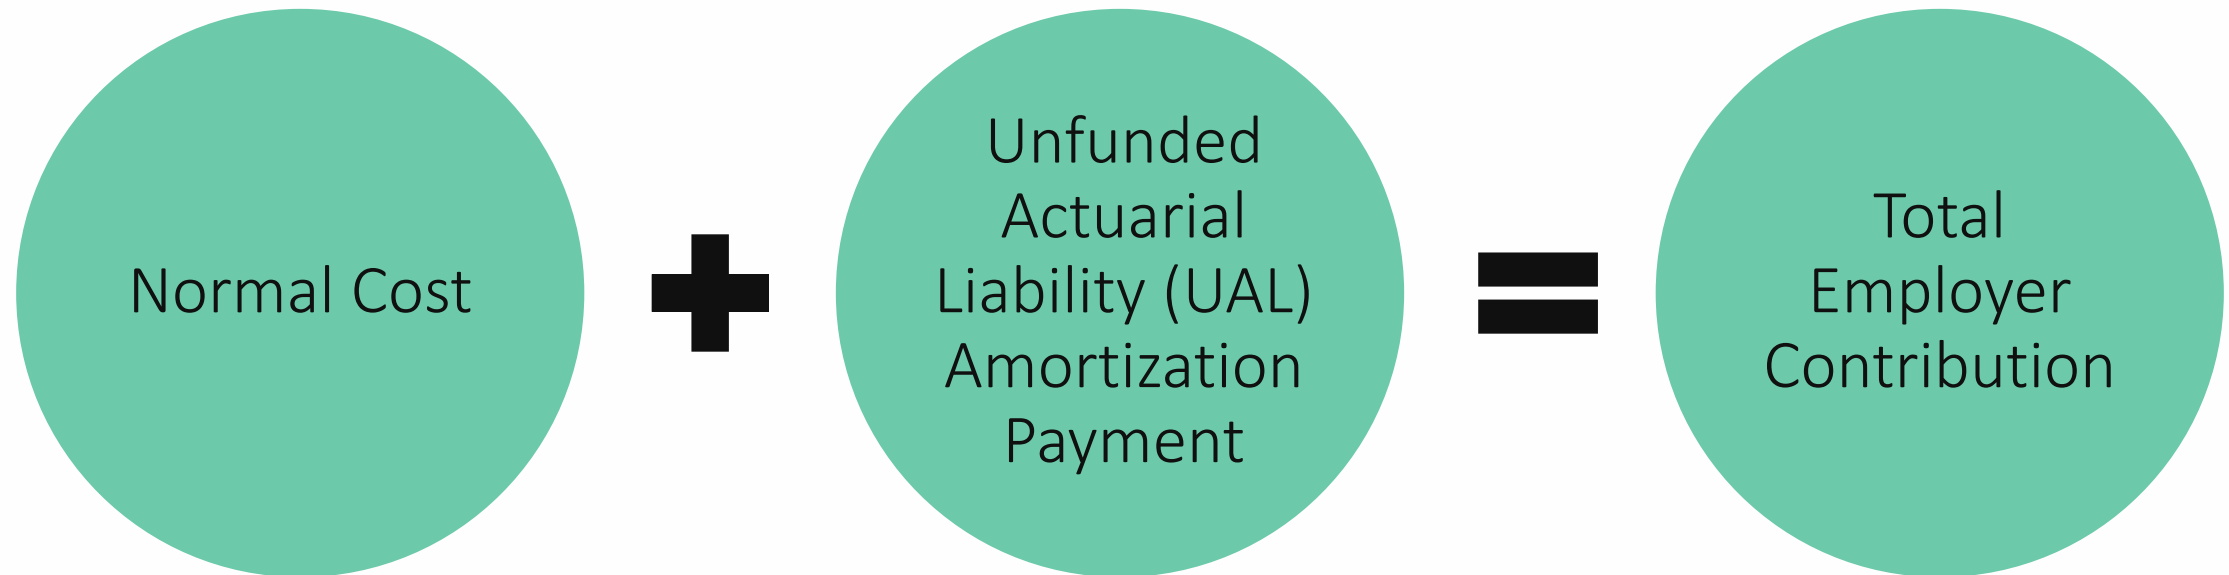 Normal Cost
Unfunded
Actuarial
Liability (UAL)
Amortization
Payment
Total
Employer
Contribution